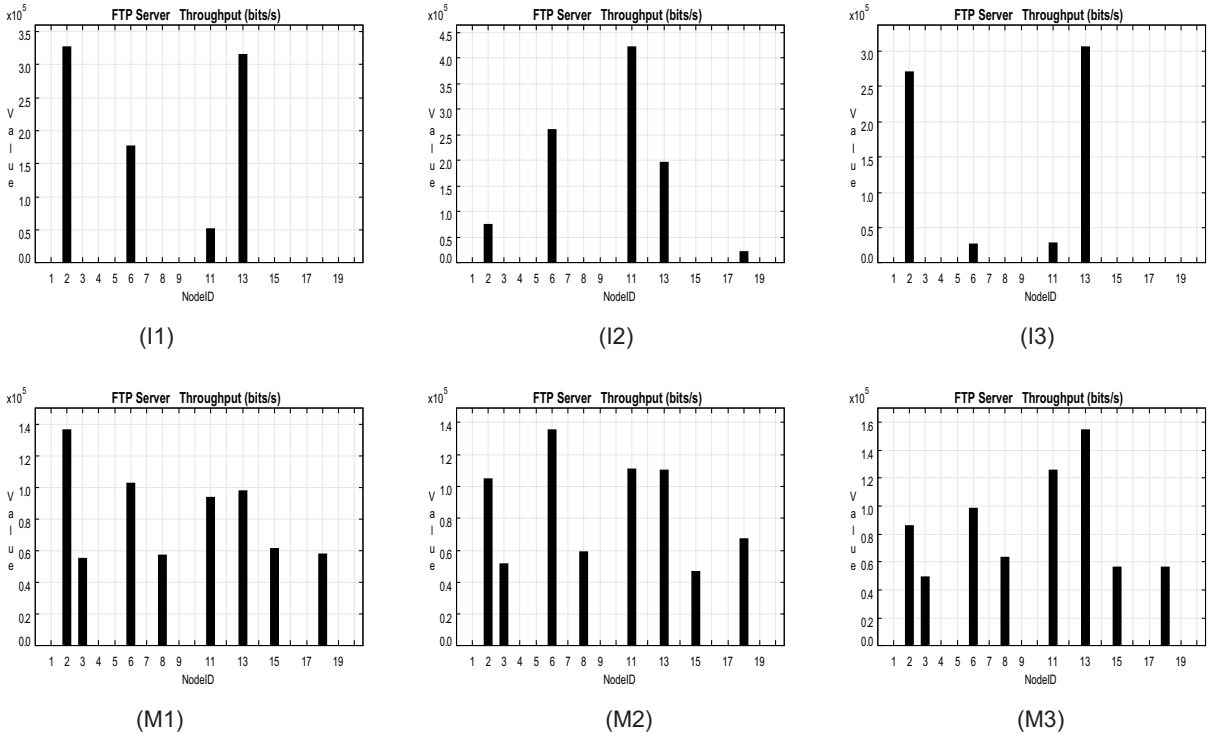 x10^5
FTP Server Throughput (bits/s)
3.5
3.0
2.0
1.5
1.0
0.5
0.0
Value
1 2 3 4 5 6 7 8 9 11 13 15 17 19
NodeID
(I1)
x10^5
FTP Server Throughput (bits/s)
4.5
4.0
3.5
3.0
2.5
2.0
1.5
1.0
0.5
0.0
Value
1 2 3 4 5 6 7 8 9 11 13 15 17 19
NodeID
(I2)
x10^5
FTP Server Throughput (bits/s)
3.0
2.5
2.0
1.5
1.0
0.5
0.0
Value
1 2 3 4 5 6 7 8 9 11 13 15 17 19
NodeID
(I3)
x10^5
FTP Server Throughput (bits/s)
1.4
1.0
0.8
0.6
0.4
0.2
0.0
Value
1 2 3 4 5 6 7 8 9 11 13 15 17 19
NodeID
(M1)
x10^5
FTP Server Throughput (bits/s)
1.4
1.2
1.0
0.8
0.6
0.4
0.2
0.0
Value
1 2 3 4 5 6 7 8 9 11 13 15 17 19
NodeID
(M2)
x10^5
FTP Server Throughput (bits/s)
1.6
1.4
1.2
1.0
0.8
0.6
0.4
0.2
0.0
Value
1 2 3 4 5 6 7 8 9 11 13 15 17 19
NodeID
(M3)